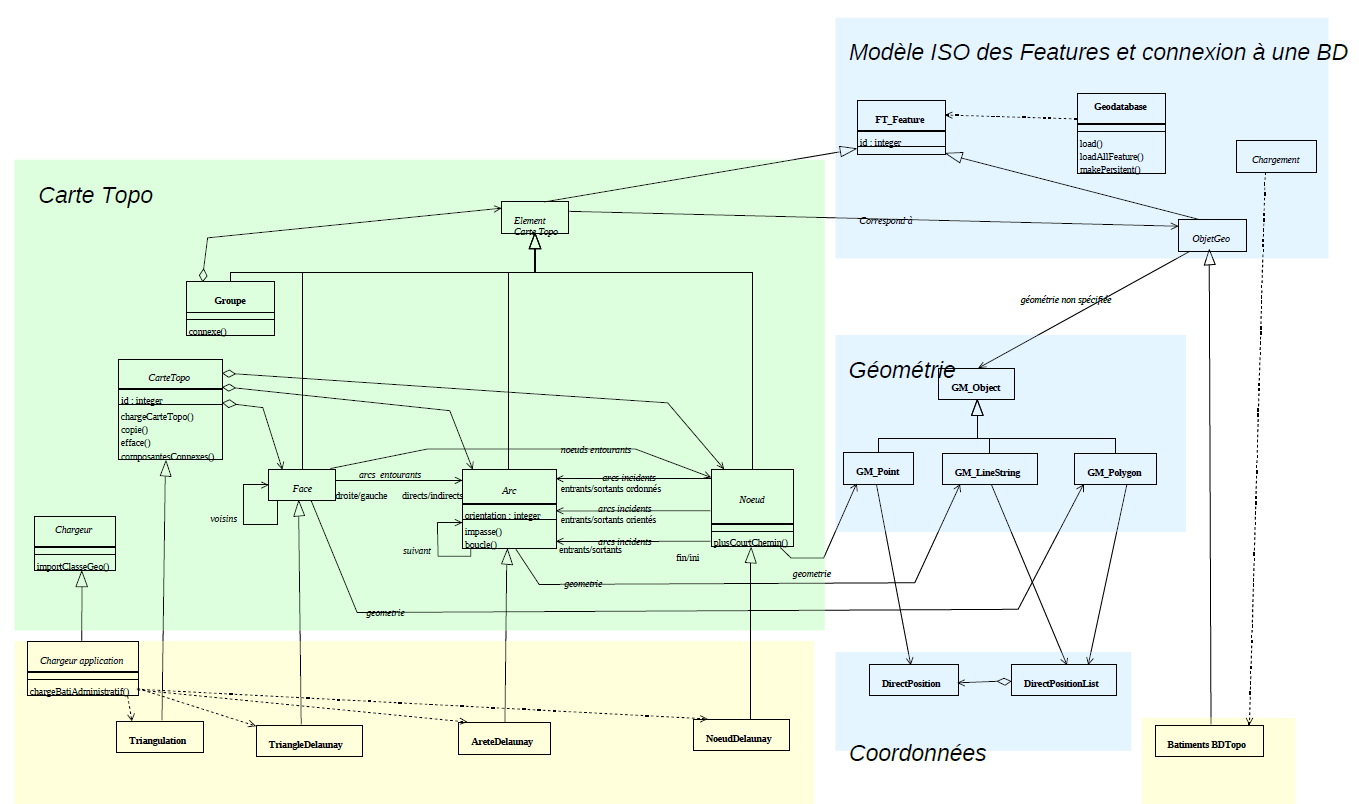 Modèle ISO des Features et connexion à une BD
FT_Feature
id : integer
Geodatabase
load()
loadAllFeature()
makePersitent()
Chargement
Carte Topo
Element
Carte Topo
Correspond à
ObjetGeo
Groupe
connexe()
géométrie non spécifiée
Géométrie
GM_Object
CarteTopo
id : integer
chargeCarteTopo()
copie()
efface()
composantesConnexes()
noeuds entourants
GM_Point
GM_LineString
GM_Polygon
Face
arcs entourants
droite/gauche
directs/indirects
voisins
Arc
orientation : integer
impasse()
boucle()
suivant
arcs incidents
entrants/sortants ordonnés
arcs incidents
entrants/sortants orientés
arcs incidents
entrants/sortants
fin/ini
Noeud
plusCourtChemin()
Chargeur
importClasseGeo()
geometrie
geometrie
geometrie
Chargeur application
chargeBatiAdministratif()
DirectPosition
DirectPositionList
Coordonnées
Triangulation
TriangleDelaunay
AreteDelaunay
NoeudDelaunay
Batiments BDTopo